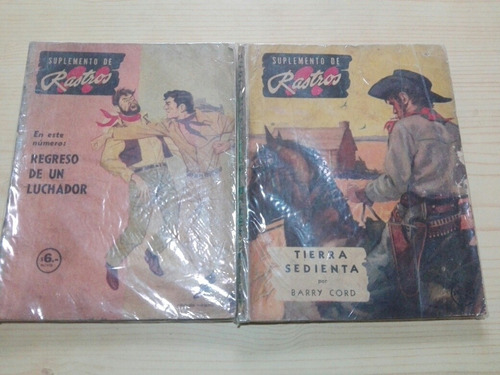 SUPLEMENTO DE
Rastros
En este
número:
REGRESO
DE UN
LUCHADOR
$6.-
SUPLEMENTO DE
Rastros
TIERRA
SEDIENTA
por
BARRY CORD